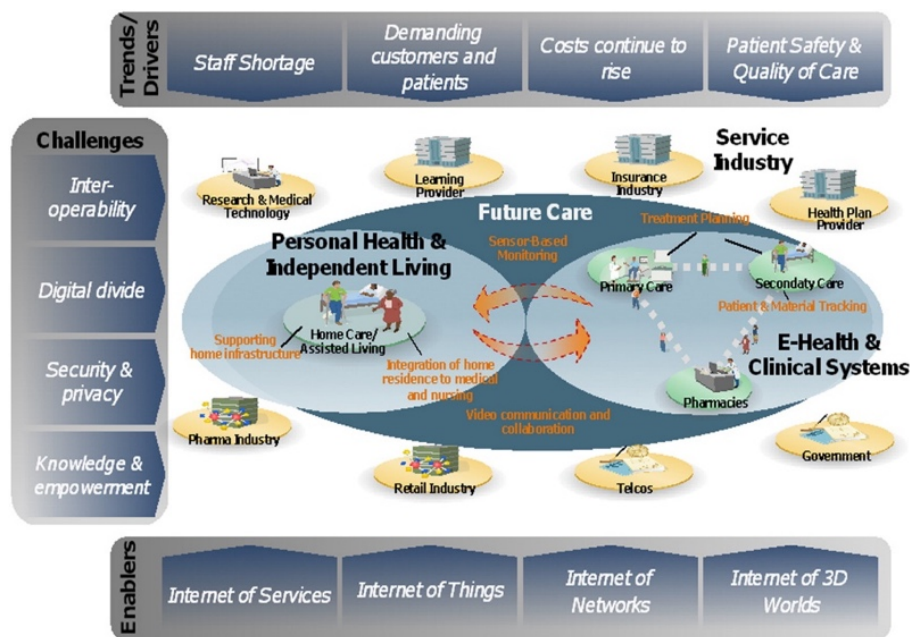 Trends/
Drivers
Staff Shortage
Demanding
customers and
patients
Costs continue to
rise
Patient Safety &
Quality of Care
Challenges
Inter-
operability
Digital divide
Security &
privacy
Knowledge &
empowerment
Research & Medical
Technology
Learning
Provider
Insurance
Industry
Service
Industry
Health Plan
Provider
Future Care
Personal Health &
Independent Living
Sensor-Based
Monitoring
Treatment Planning
Primary Care
Secondaty Care
Patient & Material Tracking
Supporting
home infrastructure
Home Care/
Assisted Living
Integration of home
residence to medical
and nursing
E-Health &
Clinical Systems
Pharmacies
Video communication and
collaboration
Pharma Industry
Retail Industry
Telcos
Government
Enablers
Internet of Services
Internet of Things
Internet of
Networks
Internet of 3D
Worlds